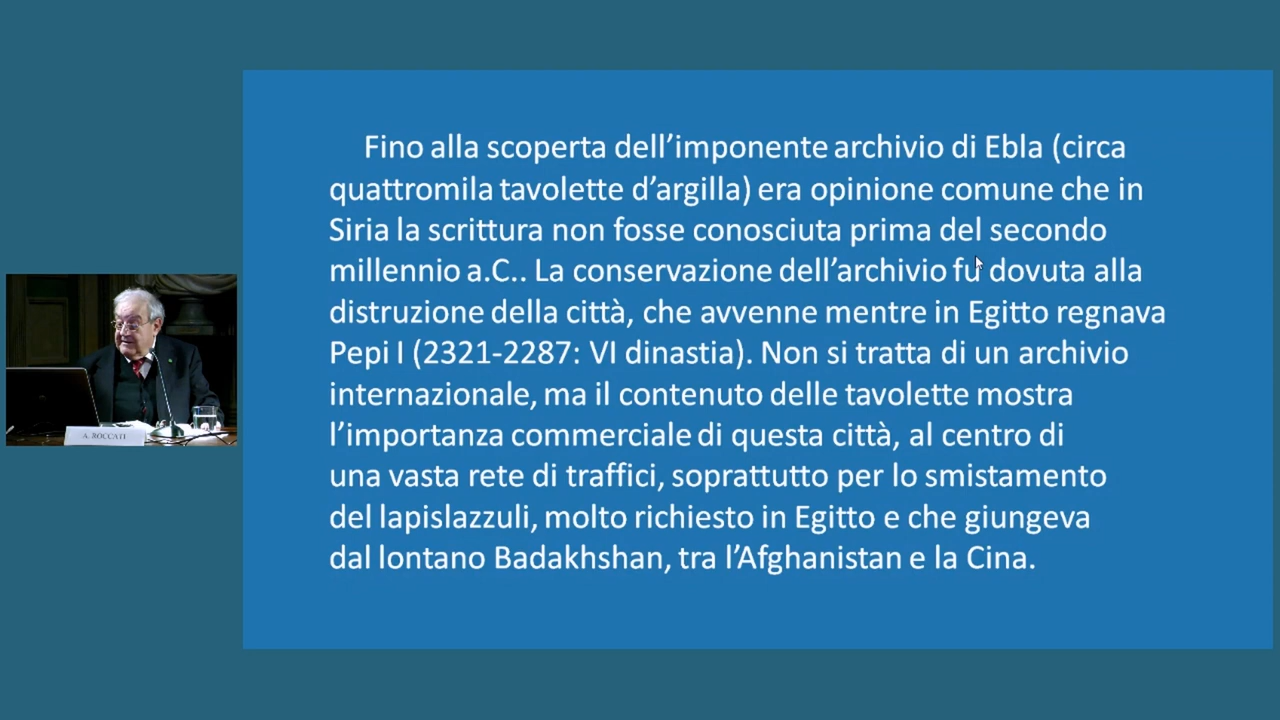 Fino alla scoperta dell'imponente archivio di Ebla (circa
quattromila tavolette d'argilla) era opinione comune che in
Siria la scrittura non fosse conosciuta prima del secondo
millennio a.C.. La conservazione dell'archivio fu dovuta alla
distruzione della città, che avvenne mentre in Egitto regnava
Pepi I (2321-2287: VI dinastia). Non si tratta di un archivio
internazionale, ma il contenuto delle tavolette mostra
l'importanza commerciale di questa città, al centro di
una vasta rete di traffici, soprattutto per lo smistamento
del lapislazzuli, molto richiesto in Egitto e che giungeva
dal lontano Badakhshan, tra l'Afghanistan e la Cina.
A. ROCCATI